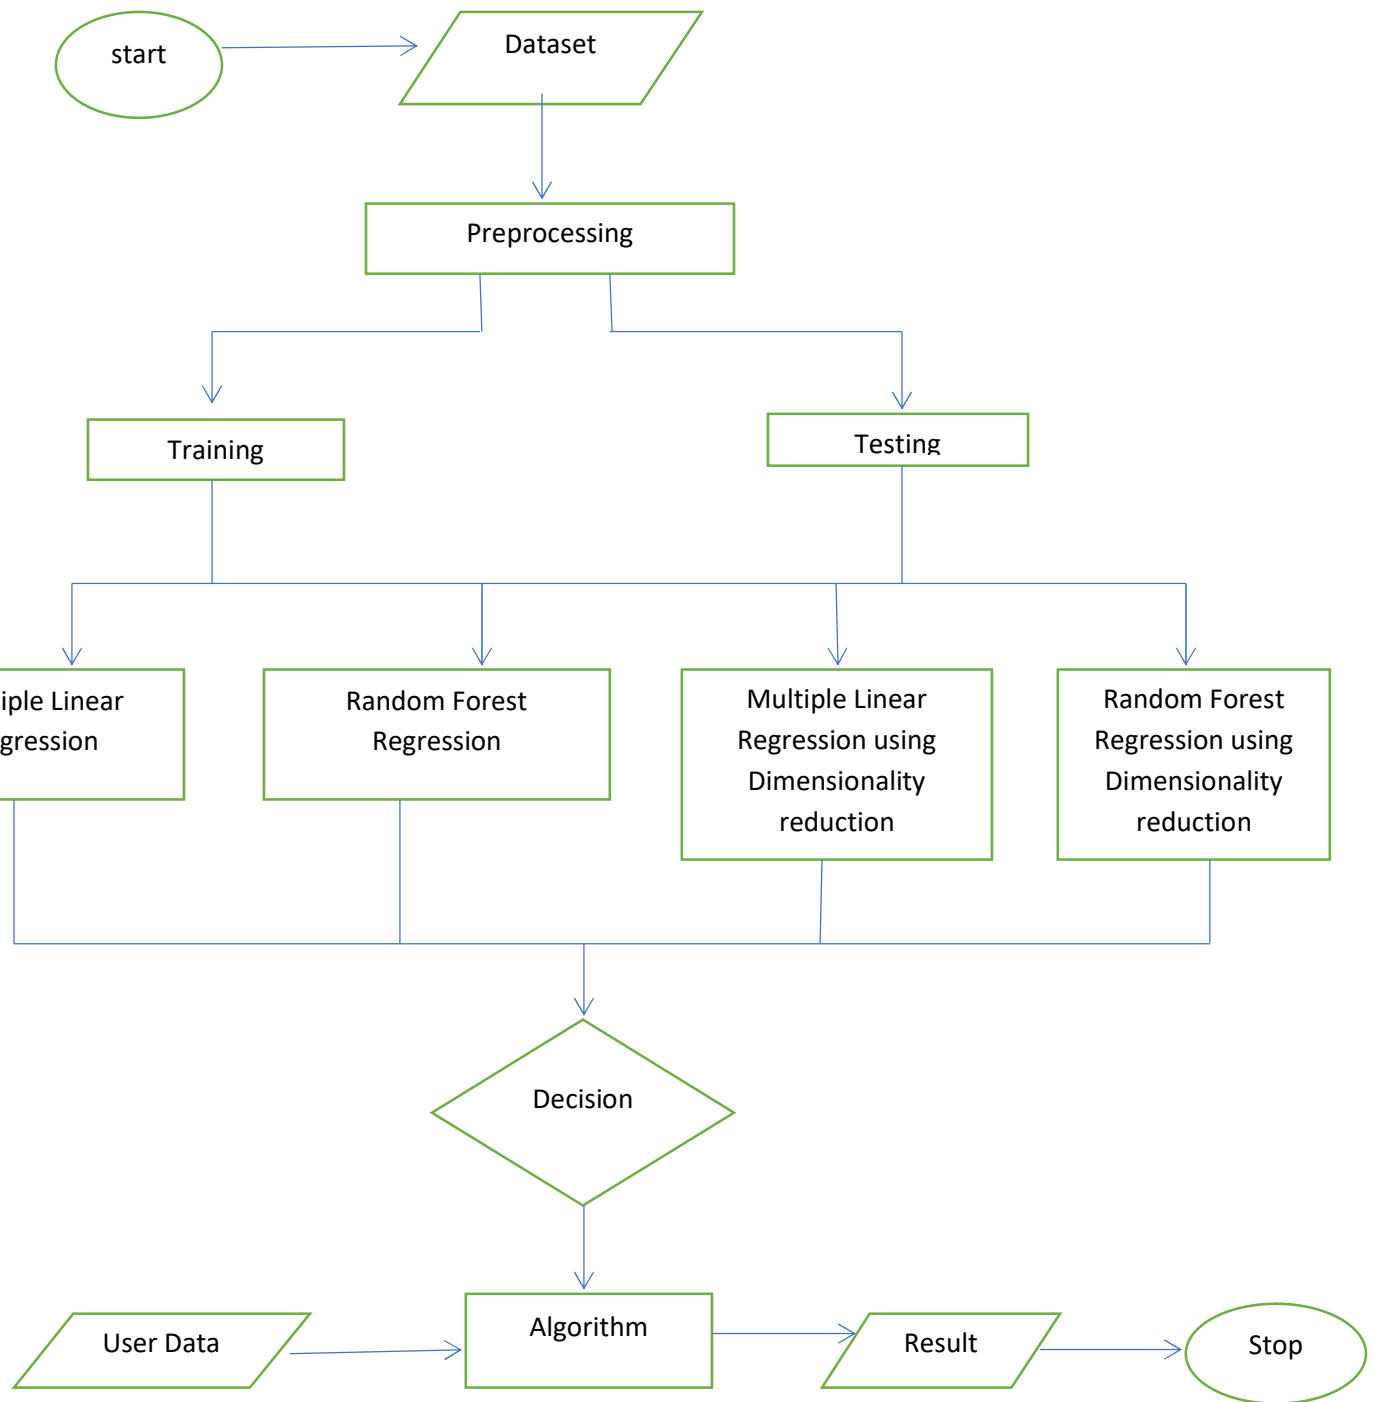 start
Dataset
Preprocessing
Training
Testing
iple Linear
gression
Random Forest
Regression
Multiple Linear
Regression using
Dimensionality
reduction
Random Forest
Regression using
Dimensionality
reduction
Decision
User Data
Algorithm
Result
Stop